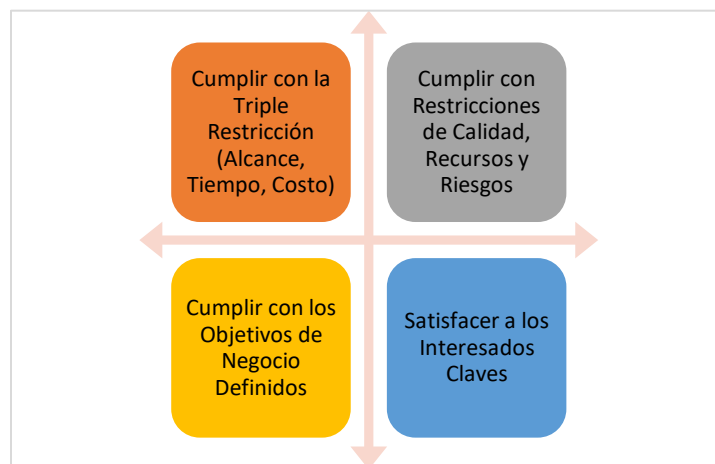 Cumplir con la
Triple
Restricción
(Alcance,
Tiempo, Costo)
Cumplir con
Restricciones
de Calidad,
Recursos y
Riesgos
Cumplir con los
Objetivos de
Negocio
Definidos
Satisfacer a los
Interesados
Claves